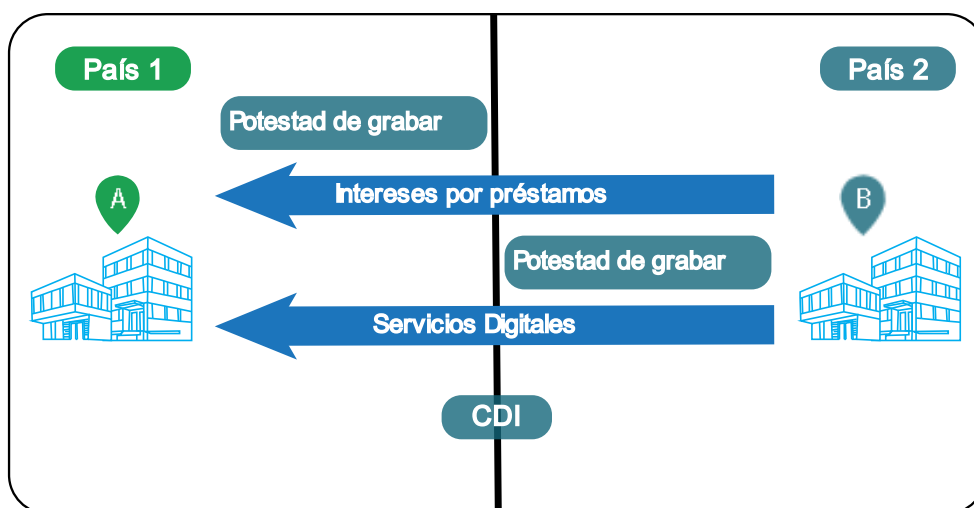 País 1
País 2
Potestad de grabar
Intereses por préstamos
A
B
Potestad de grabar
Servicios Digitales
CDI